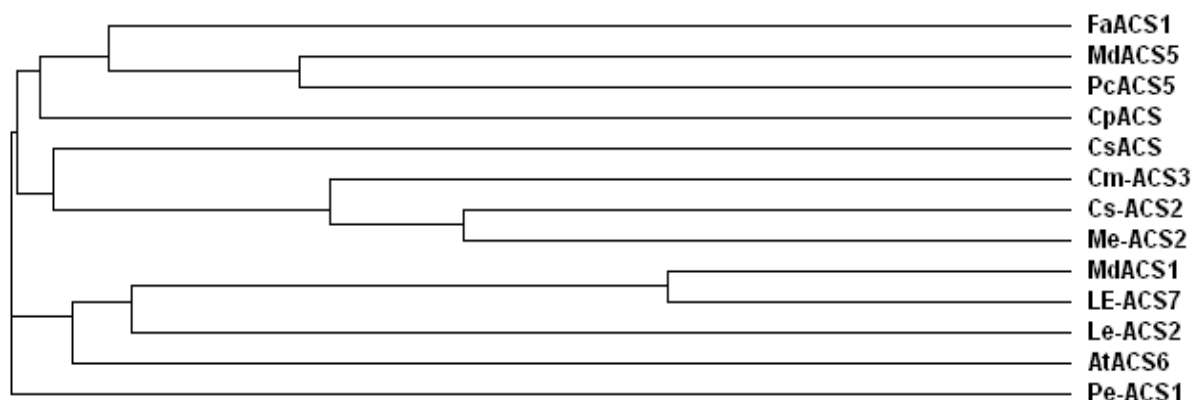 FaACS1
MdACS5
PcACS5
CpACS
CsACS
Cm-ACS3
Cs-ACS2
Me-ACS2
MdACS1
LE-ACS7
Le-ACS2
AtACS6
Pe-ACS1